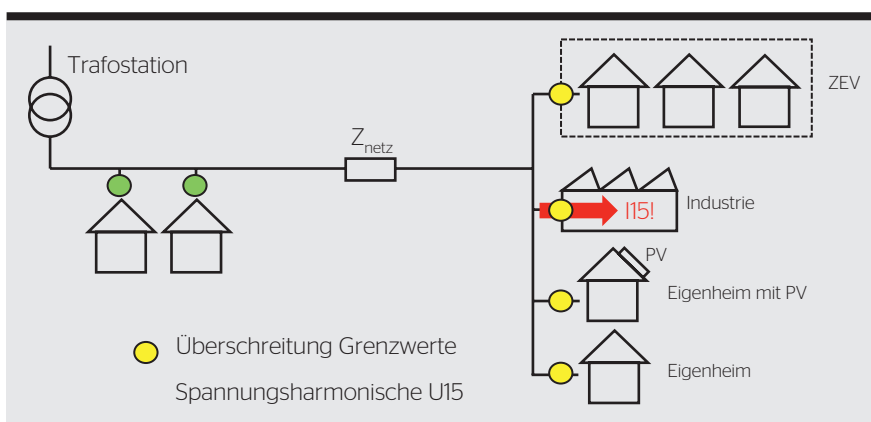 Trafostation
ZEV
Z netz
I15!
Industrie
PV
Eigenheim mit PV
Überschreitung Grenzwerte
Spannungsharmonische U15
Eigenheim